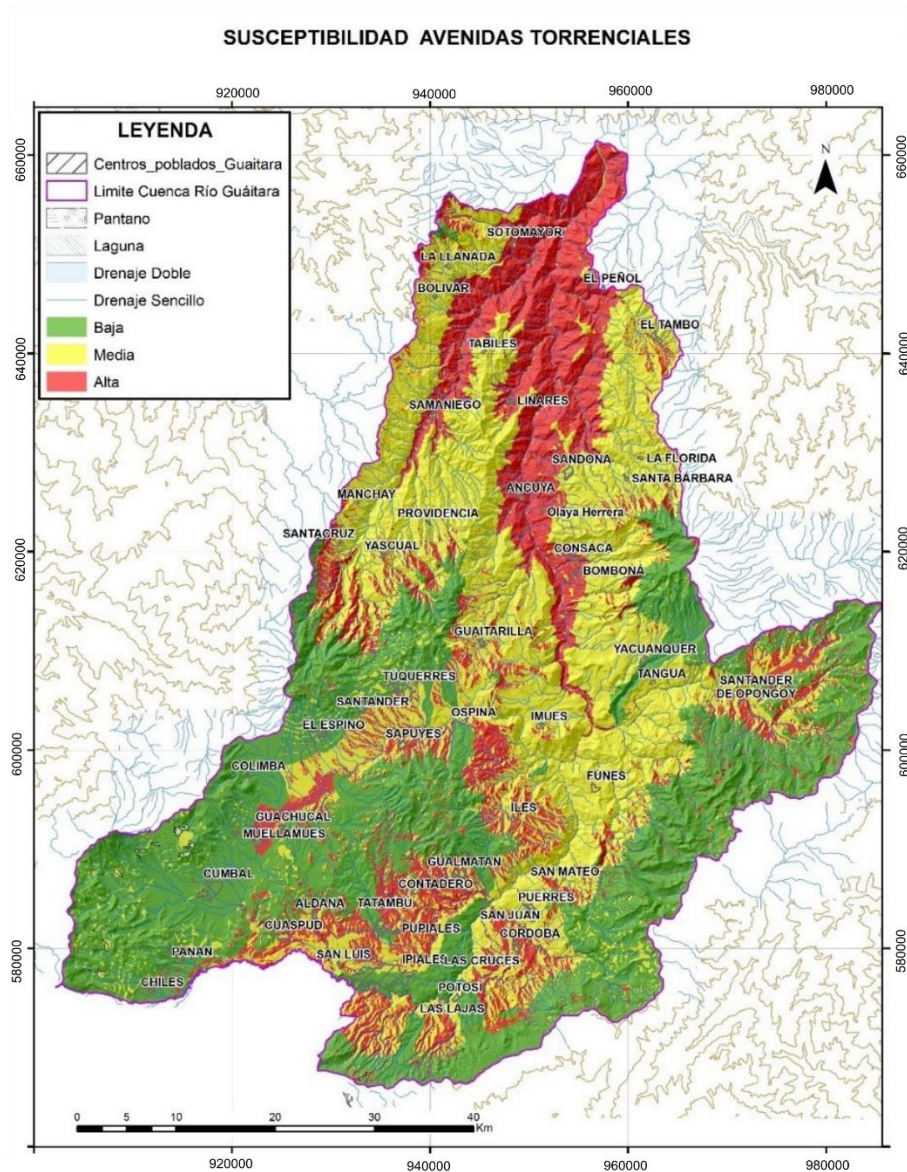 SUSCEPTIBILIDAD AVENIDAS TORRENCIALES
920000 940000 960000 980000
LEYENDA
Centros_poblados_Guaitara
Limite Cuenca Río Guáitara
Pantano
Laguna
Drenaje Doble
Drenaje Sencillo
Baja
Media
Alta
N
660000
660000
640000
640000
620000
620000
600000
600000
580000
580000
SOTOMAYOR
LA LLANADA
EL PEÑOL
BOLIVAR
EL TAMBO
TABILES
SAMANIEGO
LINARES
SANDONA
LA FLORIDA
SANTA BARBARA
MANCHAY
ANCUYA
PROVIDENCIA
Olaya Herrera
SANTACRUZ
YASCUAL
CONSACA
BOMBONA
GUAITARILLA
YACUANQUER
TANGUA
TÚQUERRES
SANTANDER
DE OPONGOY
SANTANDER
OSPINA
IMUES
EL ESPINO
SAPUYES
COLIMBA
FUNES
ILES
GUACHUCAL
MUELLAMUES
GUALMATAN
CUMBAL
CONTADERO
SAN MATEO
PUERRES
ALDANA
TATAMBU
SAN JUAN
CUASPUD
PUPIALES
CORDOBA
PANAN
SAN LUIS
IPIALES
LAS CRUCES
CHILES
POTOSI
LAS LAJAS
0 5 10 20 30 40
Km
920000 940000 960000 980000